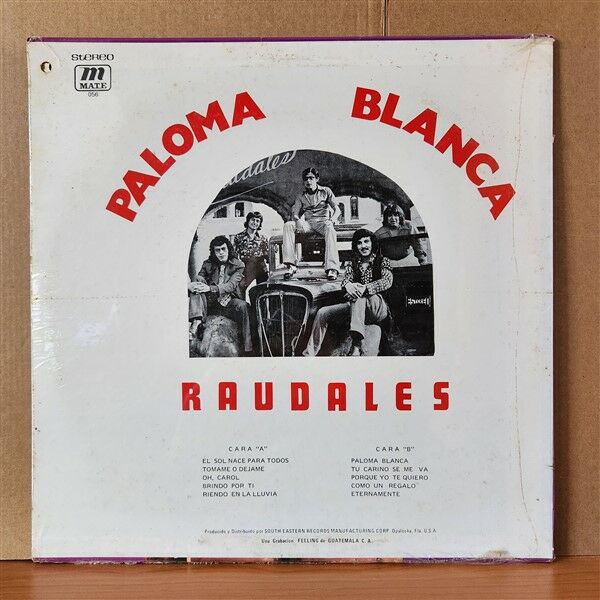 STEREO
m
MATE
056
PALOMA BLANCA
RAUDALES
CARA "A"
EL SOL NACE PARA TODOS
TOMAME O DEJAME
OH, CAROL
BRINDO POR TI
RIENDO EN LA LLUVIA
CARA "B"
PALOMA BLANCA
TU CARINO SE ME VA
PORQUE YO TE QUIERO
COMO UN REGALO
ETERNAMENTE
Producido y Distribuido por SOUTH EASTERN RECORDS MANUFACTURING CORP. Opalocka, Fla. U.S.A.
Una Grabacion FEELING de GUATEMALA C.A.